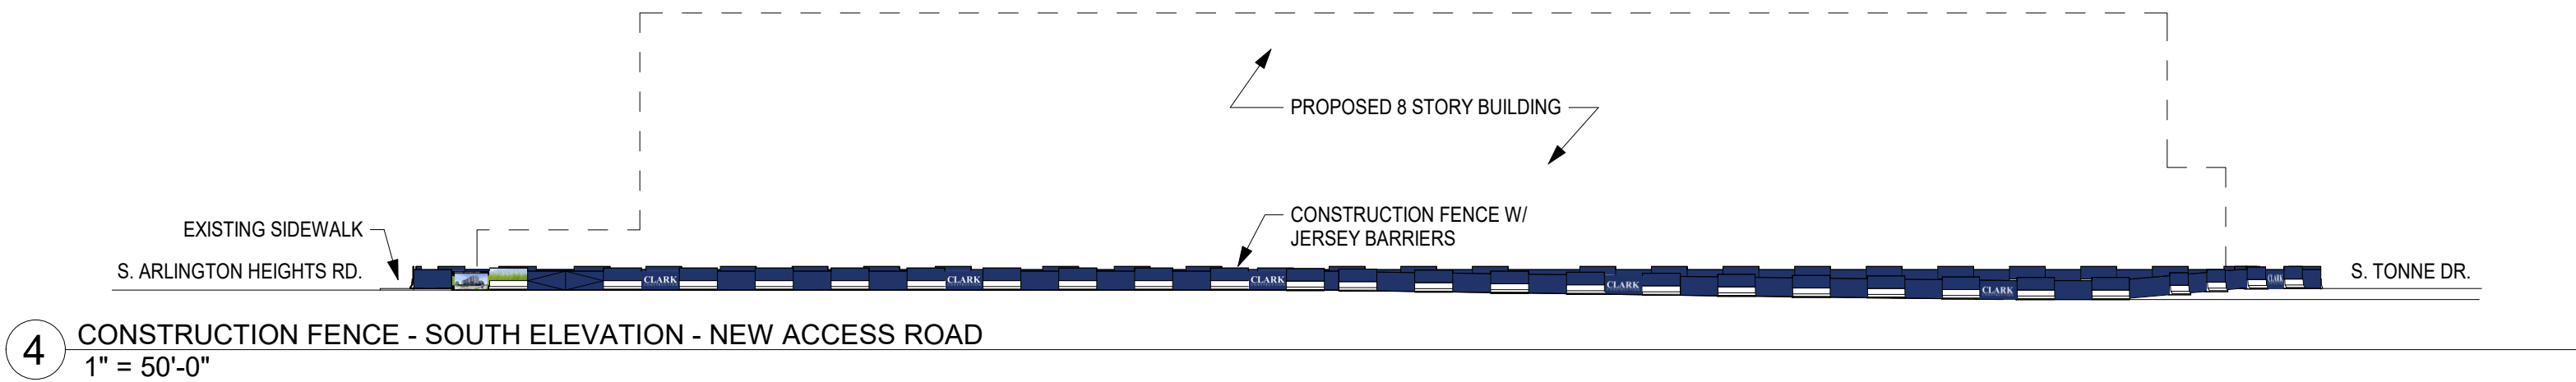 PROPOSED 8 STORY BUILDING
EXISTING SIDEWALK
CONSTRUCTION FENCE W/
JERSEY BARRIERS
S. ARLINGTON HEIGHTS RD.
S. TONNE DR.
CLARK
CLARK
CLARK
CLARK
CLARK
CLARK
4
CONSTRUCTION FENCE - SOUTH ELEVATION - NEW ACCESS ROAD
1" = 50'-0"